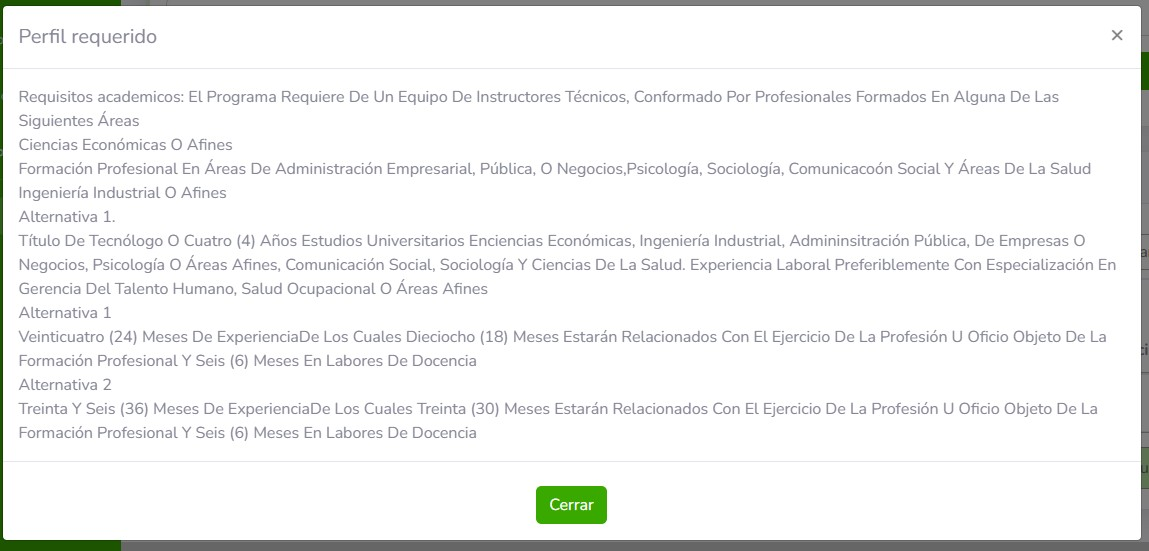 Perfil requerido
×
Requisitos academicos: El Programa Requiere De Un Equipo De Instructores Técnicos, Conformado Por Profesionales Formados En Alguna De Las
Siguientes Áreas
Ciencias Económicas O Afines
Formación Profesional En Áreas De Administración Empresarial, Pública, O Negocios,Psicología, Sociología, Comunicacoón Social Y Áreas De La Salud
Ingeniería Industrial O Afines
Alternativa 1.
Título De Tecnólogo O Cuatro (4) Años Estudios Universitarios Enciencias Económicas, Ingeniería Industrial, Admininsitración Pública, De Empresas O
Negocios, Psicología O Áreas Afines, Comunicación Social, Sociología Y Ciencias De La Salud. Experiencia Laboral Preferiblemente Con Especialización En
Gerencia Del Talento Humano, Salud Ocupacional O Áreas Afines
Alternativa 1
Veinticuatro (24) Meses De ExperienciaDe Los Cuales Dieciocho (18) Meses Estarán Relacionados Con El Ejercicio De La Profesión U Oficio Objeto De La
Formación Profesional Y Seis (6) Meses En Labores De Docencia
Alternativa 2
Treinta Y Seis (36) Meses De ExperienciaDe Los Cuales Treinta (30) Meses Estarán Relacionados Con El Ejercicio De La Profesión U Oficio Objeto De La
Formación Profesional Y Seis (6) Meses En Labores De Docencia
Cerrar